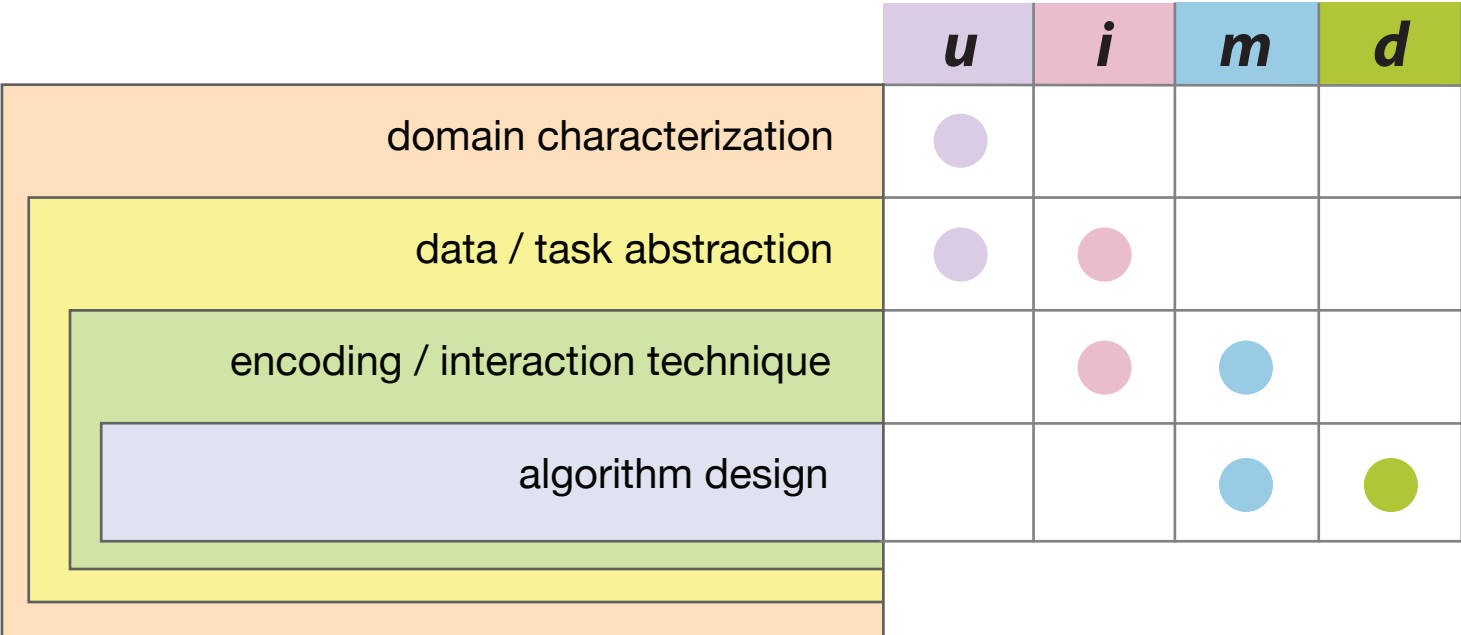 u i m d
domain characterization
data / task abstraction
encoding / interaction technique
algorithm design